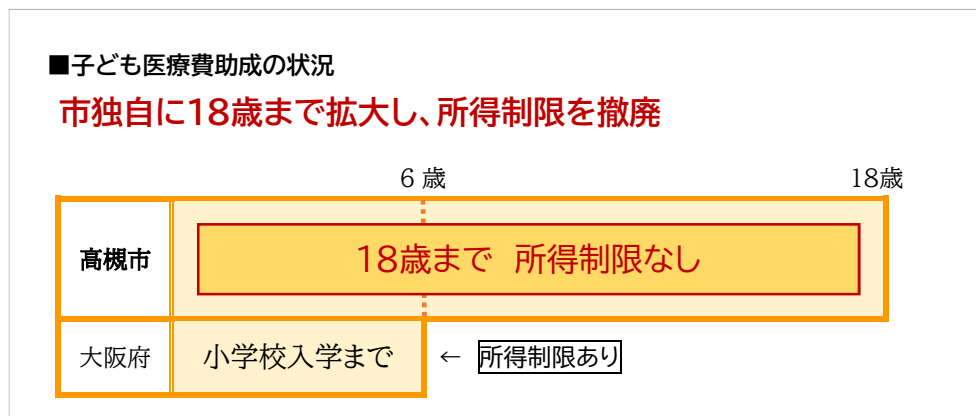 ■子ども医療費助成の状況
市独自に18歳まで拡大し、所得制限を撤廃
6 歳 18歳
高槻市 18歳まで 所得制限なし
大阪府 小学校入学まで ← 所得制限あり